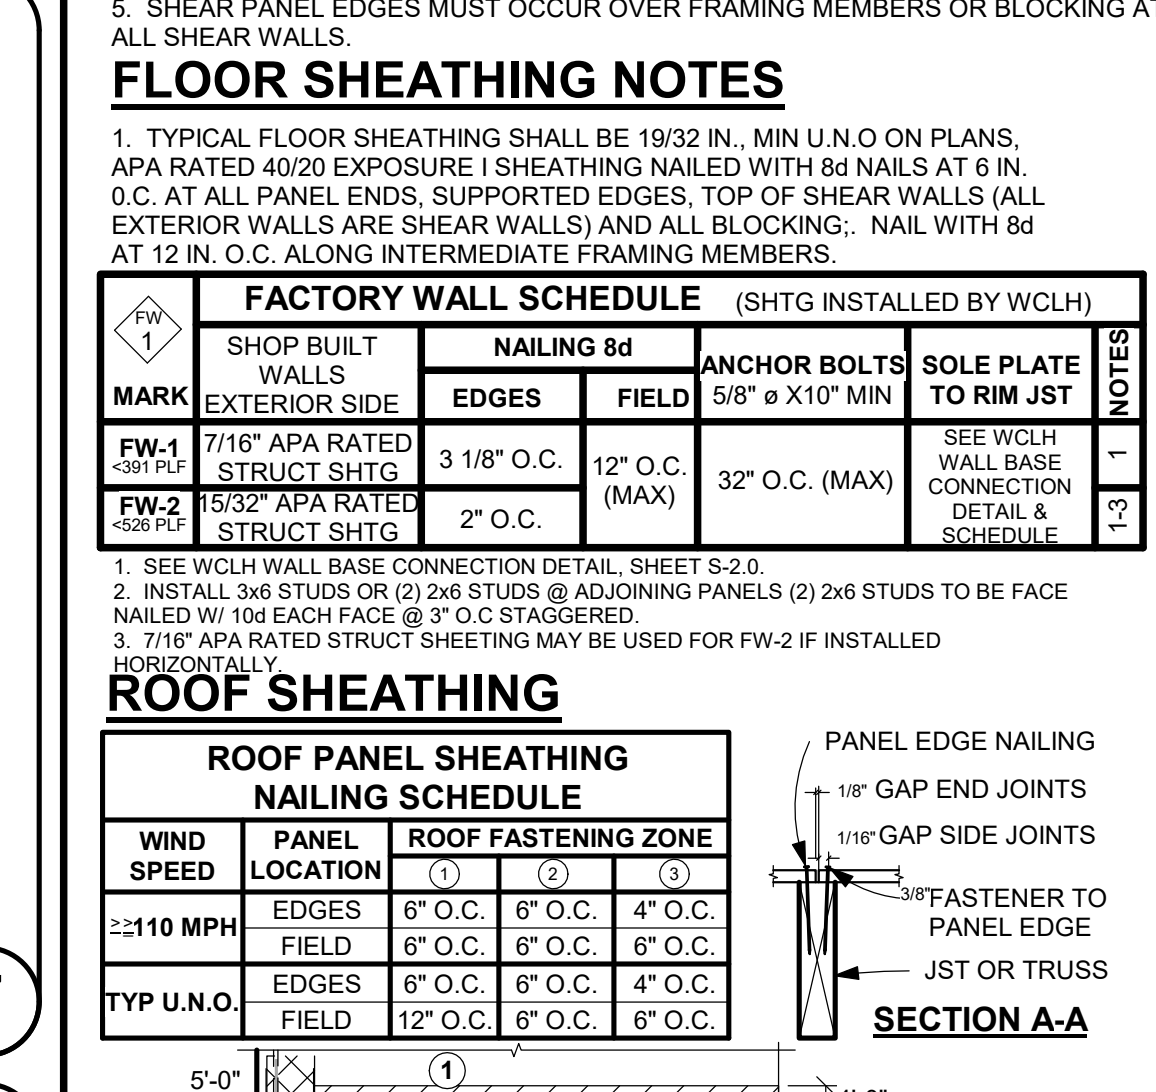 5. SHEAR PANEL EDGES MUST OCCUR OVER FRAMING MEMBERS OR BLOCKING AT
ALL SHEAR WALLS.
FLOOR SHEATHING NOTES
1. TYPICAL FLOOR SHEATHING SHALL BE 19/32 IN., MIN U.N.O ON PLANS,
APA RATED 40/20 EXPOSURE I SHEATHING NAILED WITH 8d NAILS AT 6 IN.
0.C. AT ALL PANEL ENDS, SUPPORTED EDGES, TOP OF SHEAR WALLS (ALL
EXTERIOR WALLS ARE SHEAR WALLS) AND ALL BLOCKING;. NAIL WITH 8d
AT 12 IN. O.C. ALONG INTERMEDIATE FRAMING MEMBERS.
FW
1
MARK
FACTORY WALL SCHEDULE (SHTG INSTALLED BY WCLH)
SHOP BUILT
WALLS
EXTERIOR SIDE
NAILING 8d
EDGES FIELD
ANCHOR BOLTS
5/8" ø X10" MIN
SOLE PLATE
TO RIM JST
NOTES
FW-1
<391 PLF
7/16" APA RATED
STRUCT SHTG
3 1/8" O.C.
12" O.C.
(MAX)
32" O.C. (MAX)
SEE WCLH
WALL BASE
CONNECTION
DETAIL &
SCHEDULE
1
FW-2
<526 PLF
15/32" APA RATED
STRUCT SHTG
2" O.C.
1-3
1. SEE WCLH WALL BASE CONNECTION DETAIL, SHEET S-2.0.
2. INSTALL 3x6 STUDS OR (2) 2x6 STUDS @ ADJOINING PANELS (2) 2x6 STUDS TO BE FACE
NAILED W/ 10d EACH FACE @ 3" O.C STAGGERED.
3. 7/16" APA RATED STRUCT SHEETING MAY BE USED FOR FW-2 IF INSTALLED
HORIZONTALLY.
ROOF SHEATHING
ROOF PANEL SHEATHING
NAILING SCHEDULE
WIND
SPEED
PANEL
LOCATION
ROOF FASTENING ZONE
1 2 3
≥≥110 MPH
EDGES 6" O.C. 6" O.C. 4" O.C.
FIELD 6" O.C. 6" O.C. 6" O.C.
TYP U.N.O.
EDGES 6" O.C. 6" O.C. 4" O.C.
FIELD 12" O.C. 6" O.C. 6" O.C.
PANEL EDGE NAILING
1/8" GAP END JOINTS
1/16" GAP SIDE JOINTS
3/8" FASTENER TO
PANEL EDGE
JST OR TRUSS
SECTION A-A
5'-0"
1